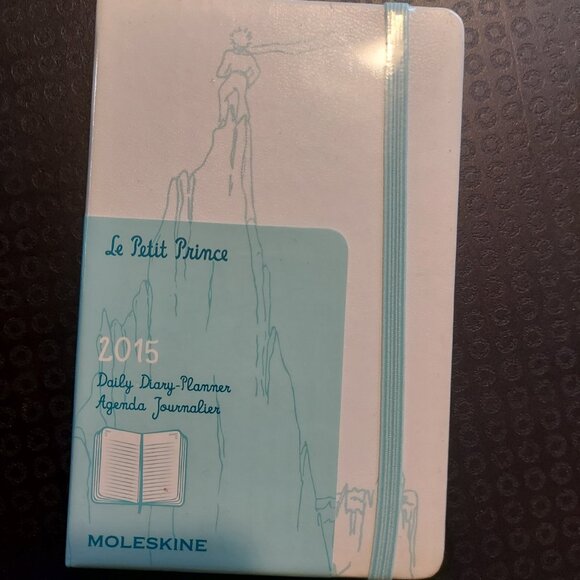 Le Petit Prince
2015
Daily Diary-Planner
Agenda Journalier
MOLESKINE